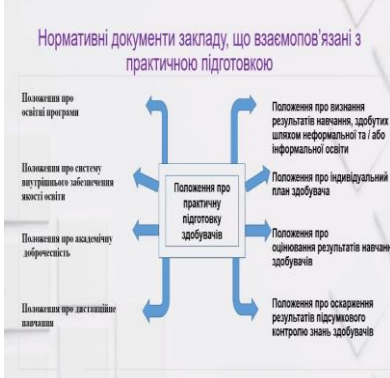 Нормативні документи закладу, що взаємопов'язані з
практичною підготовкою
Положення про
освітні програми
Положення про систему
внутрішнього забезпечення
якості освіти
Положення про академічну
доброчесність
Положення про дистанційне
навчання
Положення про
практичну
підготовку
здобувачів
Положення про визнання
результатів навчання, здобутих
шляхом неформальної та / або
інформальної освіти
Положення про індивідуальний
план здобувача
Положення про
оцінювання результатів навчан
здобувачів
Положення про оскарження
результатів підсумкового
контролю знань здобувачів